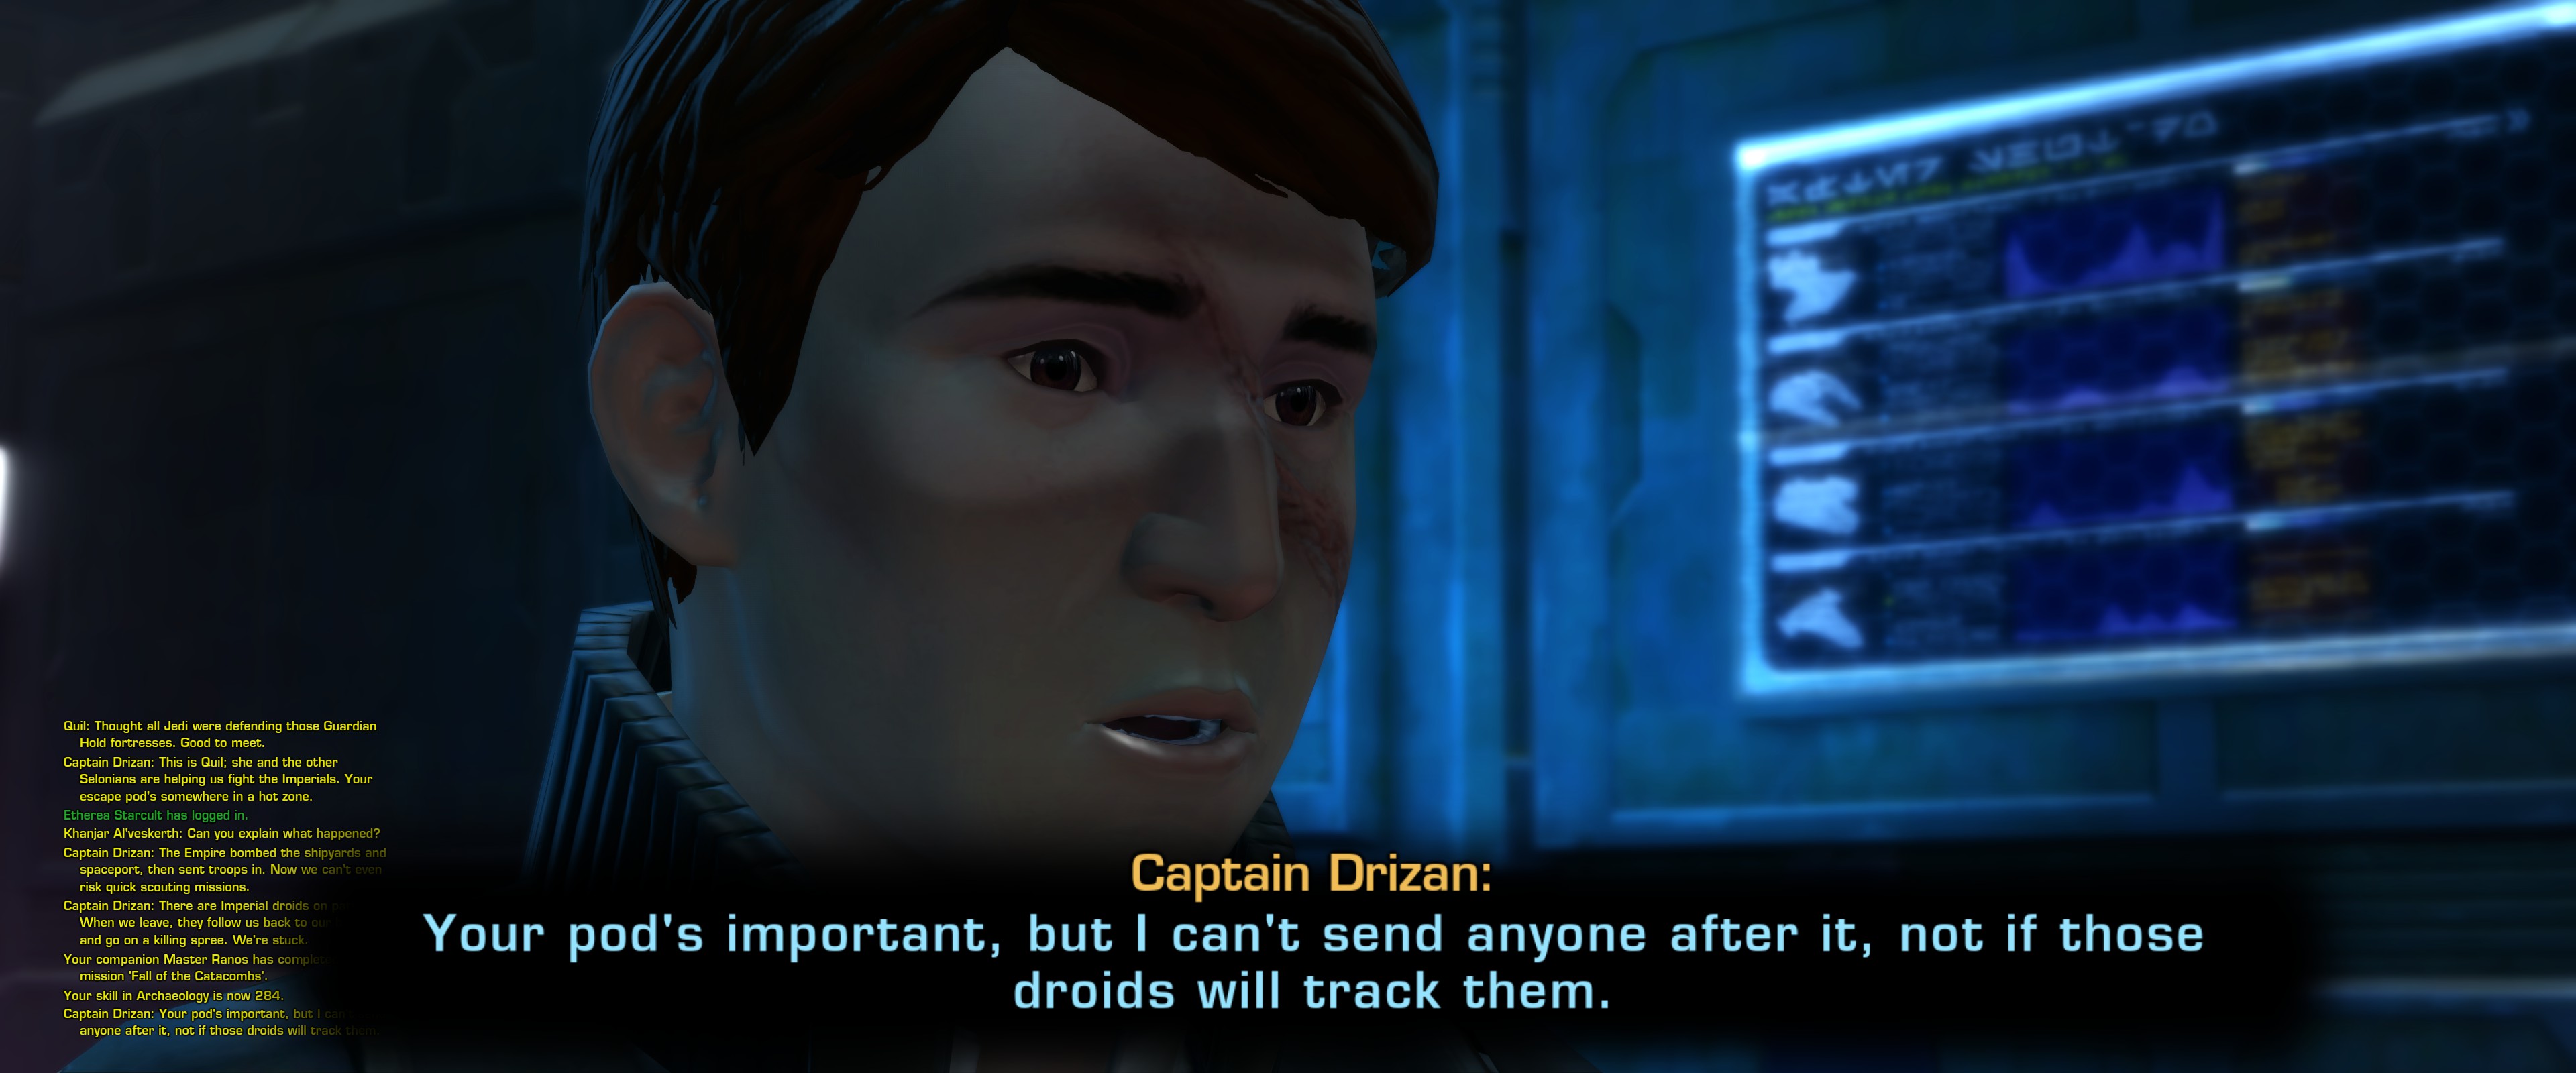 Quil: Thought all Jedi were defending those Guardian
Hold fortresses. Good to meet.
Captain Drizan: This is Quil; she and the other
Selonians are helping us fight the Imperials. Your
escape pod's somewhere in a hot zone.
Etherea Starcult has logged in.
Khanjar Al'veskerth: Can you explain what happened?
Captain Drizan: The Empire bombed the shipyards and
spaceport, then sent troops in. Now we can't even
risk quick scouting missions.
Captain Drizan: There are Imperial droids on
When we leave, they follow us back to our
and go on a killing spree. We're stuck.
Your companion Master Ranos has
mission 'Fall of the Catacombs'.
Your skill in Archaeology is now 284.
Captain Drizan: Your pod's important, but I can't
anyone after it, not if those droids will track them.
Captain Drizan:
Your pod's important, but I can't send anyone after it, not if those
droids will track them.